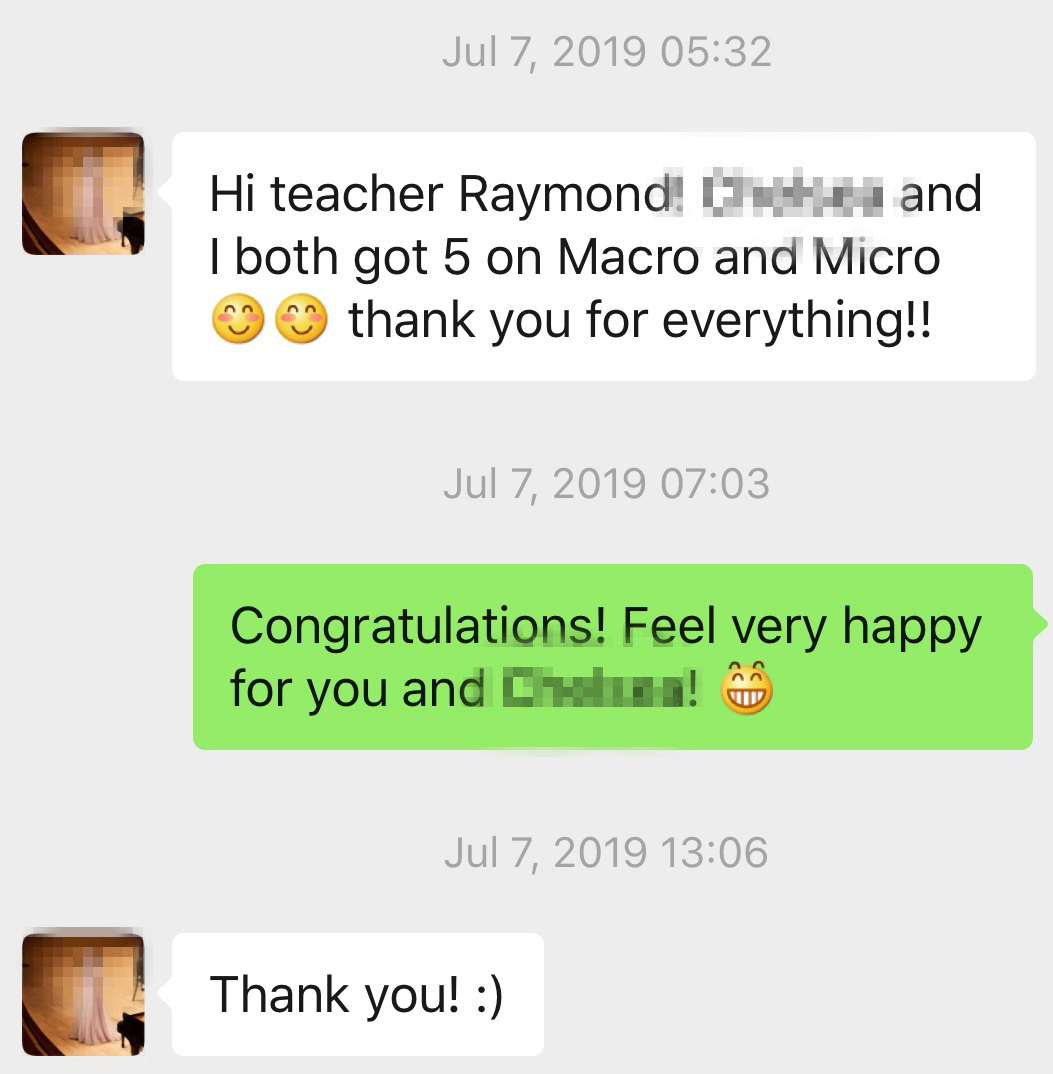 Jul 7, 2019 05:32
Hi teacher Raymond! and
I both got 5 on Macro and Micro
😊😊 thank you for everything!!
Jul 7, 2019 07:03
Congratulations! Feel very happy
for you and ! 😁
Jul 7, 2019 13:06
Thank you! :)